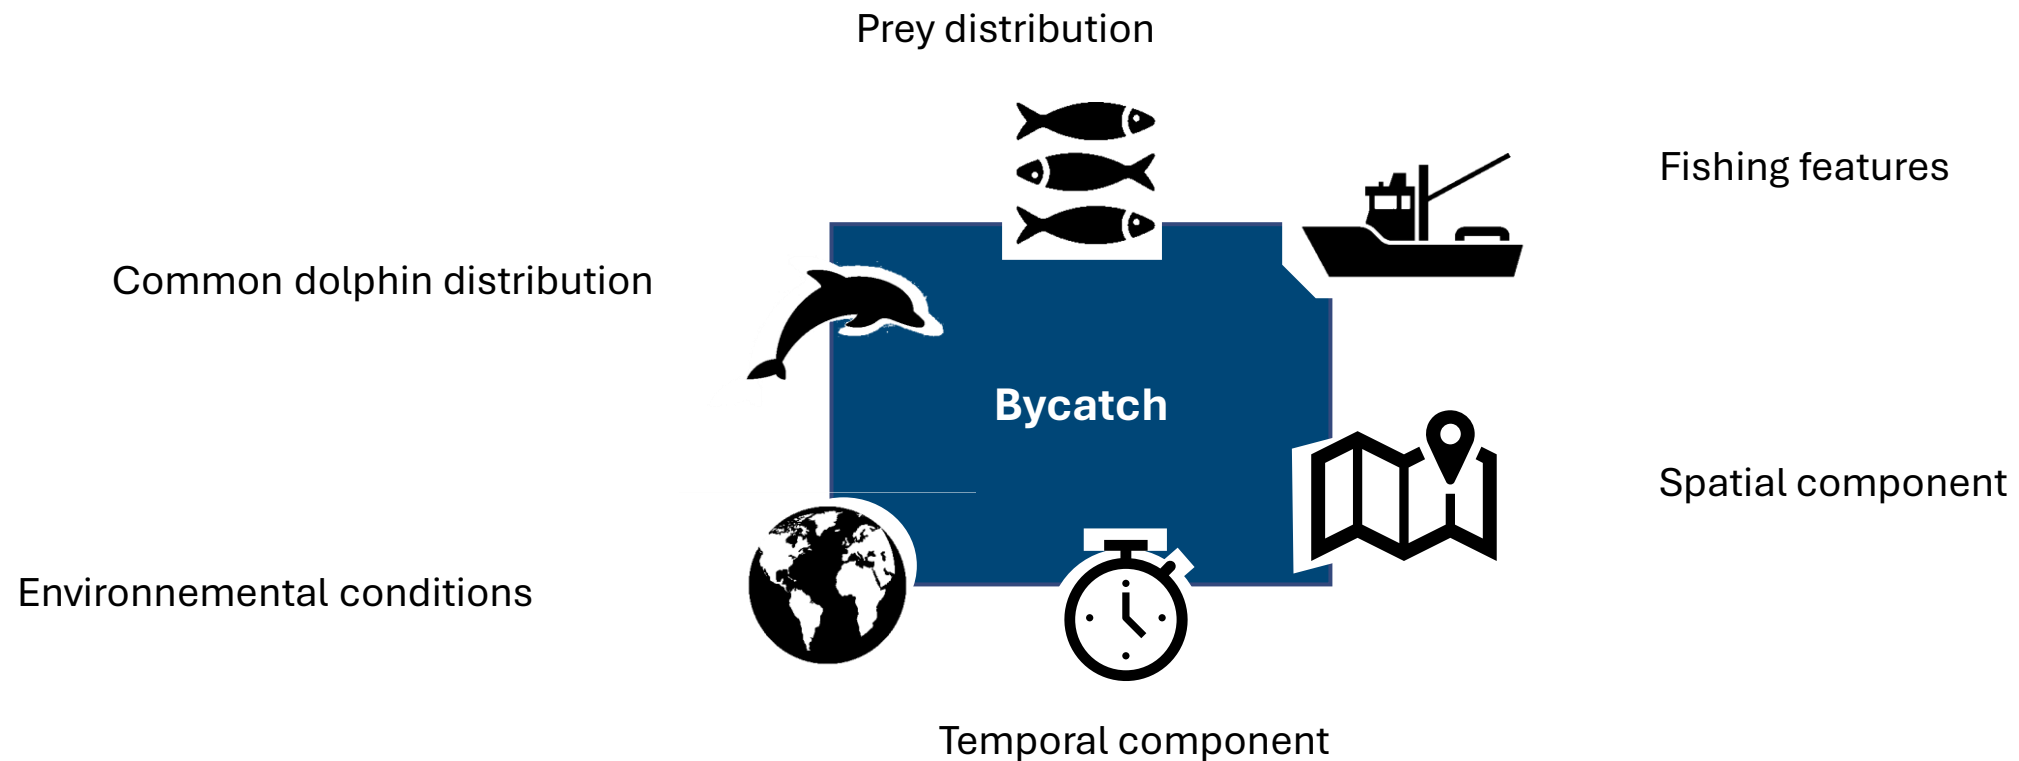 Prey distribution
Fishing features
Common dolphin distribution
Bycatch
Spatial component
Environnemental conditions
Temporal component